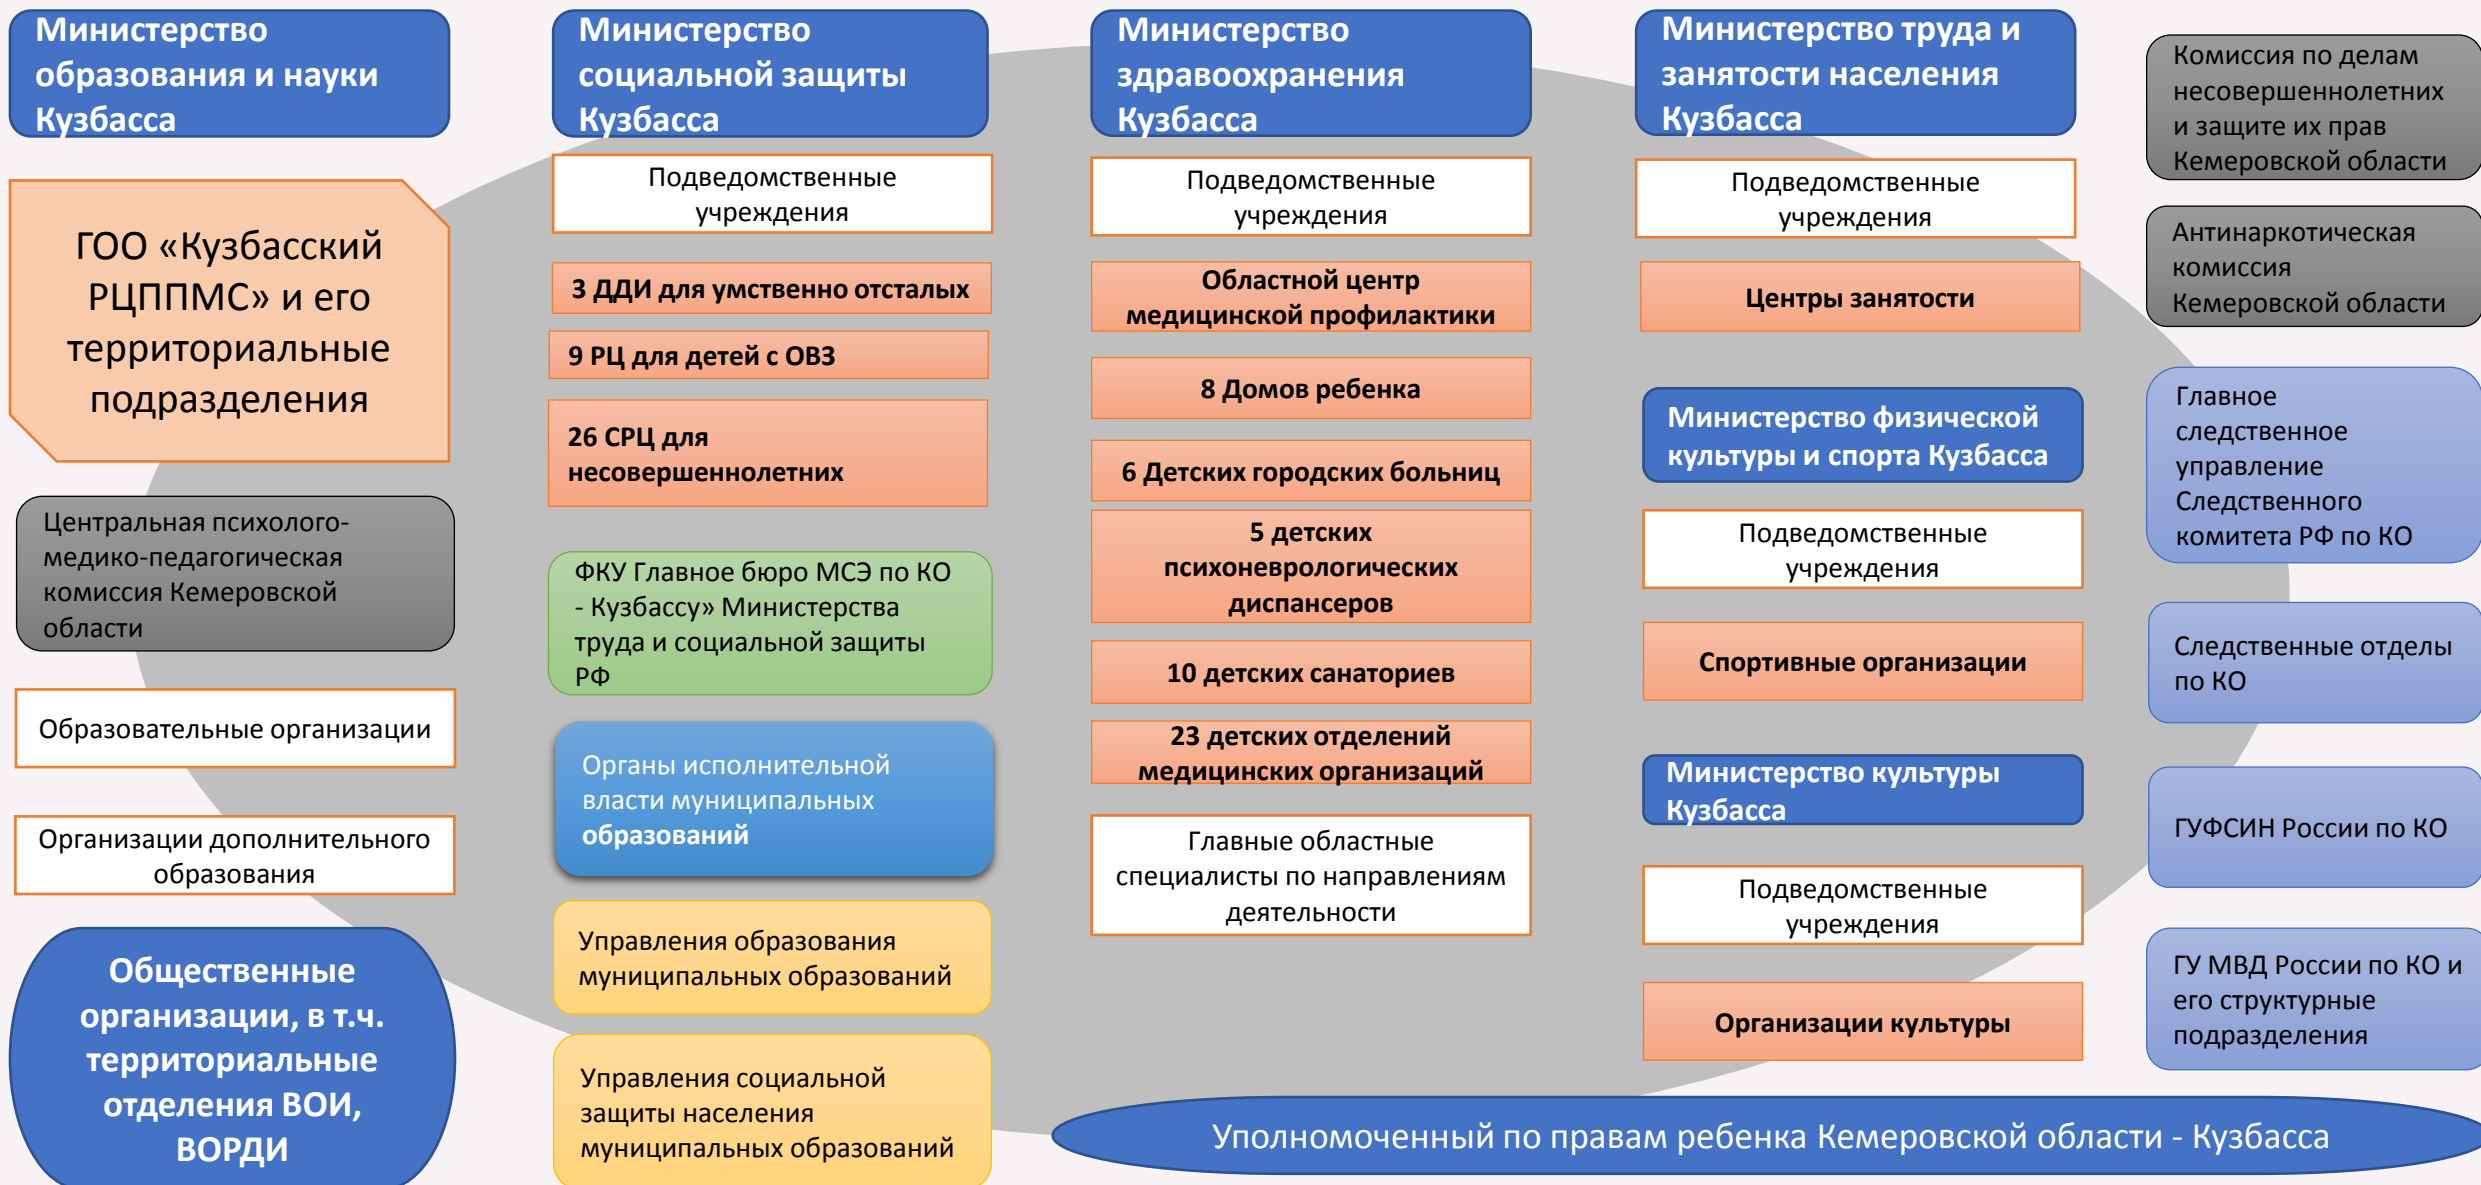 Министерство
образования и науки
Кузбасса
ГОО «Кузбасский
РЦППМС» и его
территориальные
подразделения
Центральная психолого-
медико-педагогическая
комиссия Кемеровской
области
Образовательные организации
Организации дополнительного
образования
Общественные
организации, в т.ч.
территориальные
отделения ВОИ,
ВОРДИ
Министерство
социальной защиты
Кузбасса
Подведомственные
учреждения
3 ДДИ для умственно отсталых
9 РЦ для детей с ОВЗ
26 СРЦ для
несовершеннолетних
ФКУ Главное бюро МСЭ по КО
- Кузбассу» Министерства
труда и социальной защиты
РФ
Органы исполнительной
власти муниципальных
образований
Управления образования
муниципальных образований
Управления социальной
защиты населения
муниципальных образований
Министерство
здравоохранения
Кузбасса
Подведомственные
учреждения
Областной центр
медицинской профилактики
8 Домов ребенка
6 Детских городских больниц
5 детских
психоневрологических
диспансеров
10 детских санаториев
23 детских отделений
медицинских организаций
Главные областные
специалисты по направлениям
деятельности
Министерство труда и
занятости населения
Кузбасса
Подведомственные
учреждения
Центры занятости
Министерство физической
культуры и спорта Кузбасса
Подведомственные
учреждения
Спортивные организации
Министерство культуры
Кузбасса
Подведомственные
учреждения
Организации культуры
Комиссия по делам
несовершеннолетних
и защите их прав
Кемеровской области
Антинаркотическая
комиссия
Кемеровской области
Главное
следственное
управление
Следственного
комитета РФ по КО
Следственные отделы
по КО
ГУФСИН России по КО
ГУ МВД России по КО и
его структурные
подразделения
Уполномоченный по правам ребенка Кемеровской области - Кузбасса